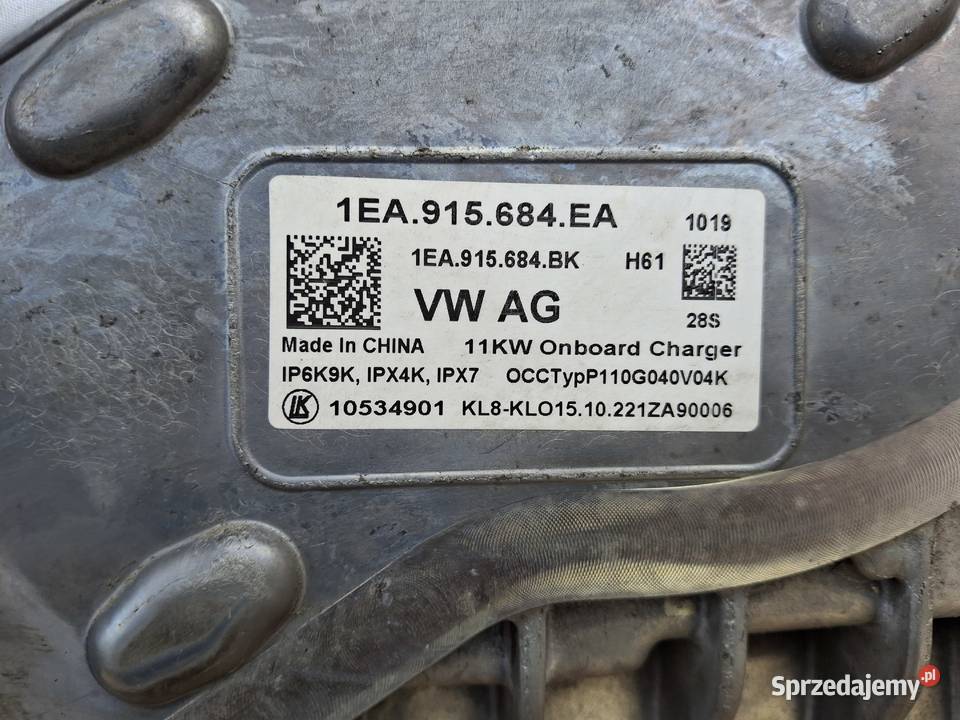 1EA.915.684.EA 1019
1EA.915.684.BK H61
VW AG 28S
Made In CHINA 11KW Onboard Charger
IP6K9K, IPX4K, IPX7 OCCTypP110G040V04K
LK 10534901 KL8-KLO15.10.221ZA90006
Sprzedajemy.pl